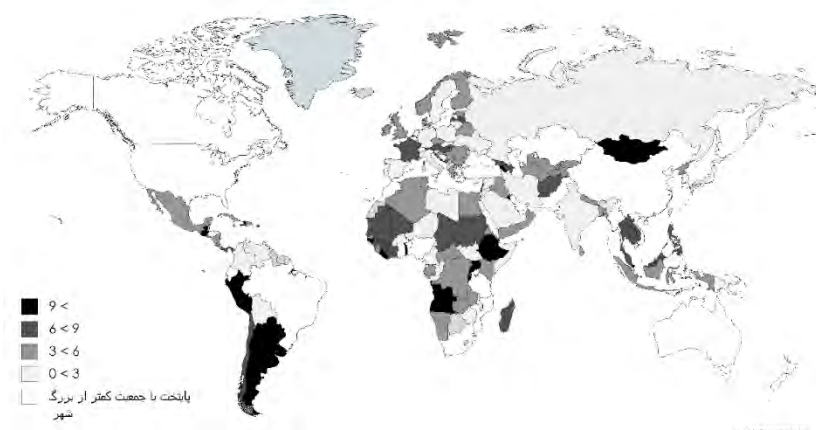 9 <
6 < 9
3 < 6
0 < 3
پایتخت با جمعیت کمتر از بزرگ
شهر